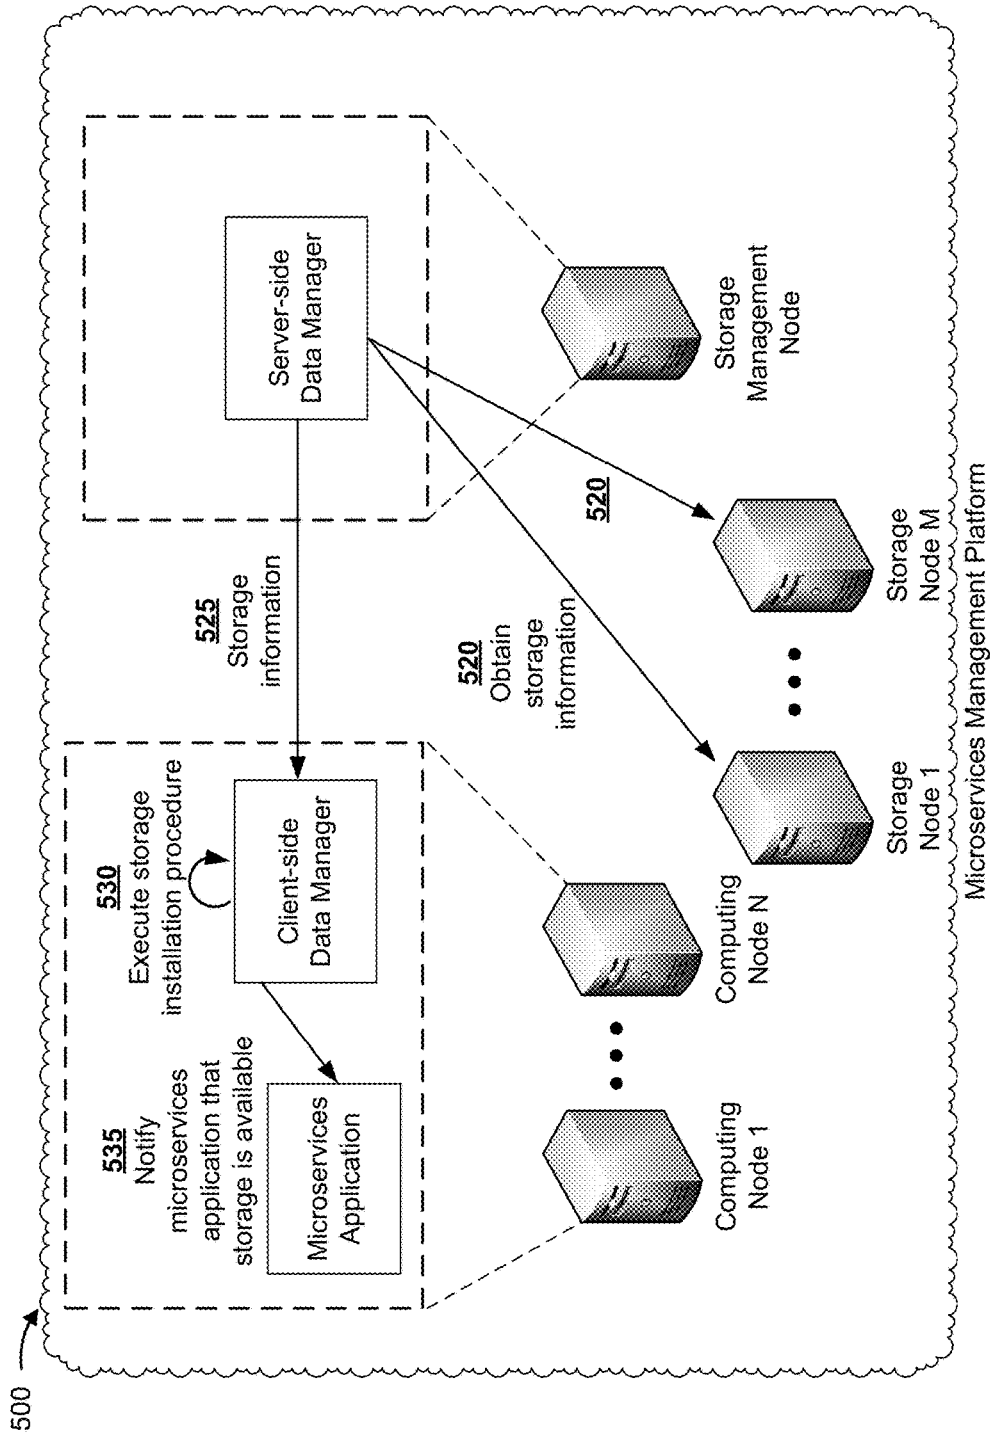 500
535
Notify
microservices
application that
storage is available
530
Execute storage
installation procedure
525
Storage
information
Microservices
Application
Client-side
Data Manager
Server-side
Data Manager
520
Obtain
storage
information
520
Computing
Node 1
Computing
Node N
Storage
Management
Node
Storage
Node 1
Storage
Node M
Microservices Management Platform